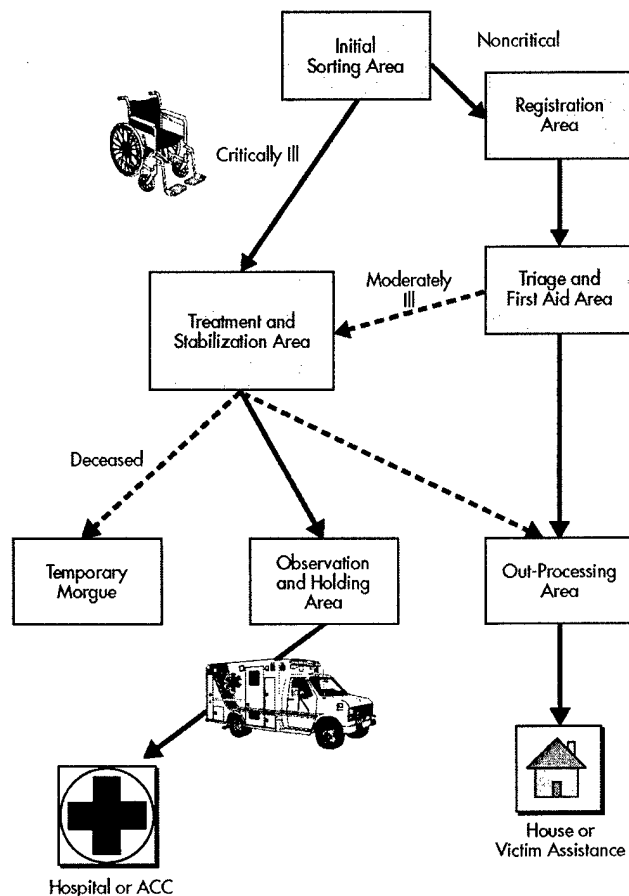 Initial
Sorting Area
Noncritical
Registration
Area
Critically Ill
Moderately
Ill
Triage and
First Aid Area
Treatment and
Stabilization Area
Deceased
Temporary
Morgue
Observation
and Holding
Area
Out-Processing
Area
House or
Victim Assistance
Hospital or ACC